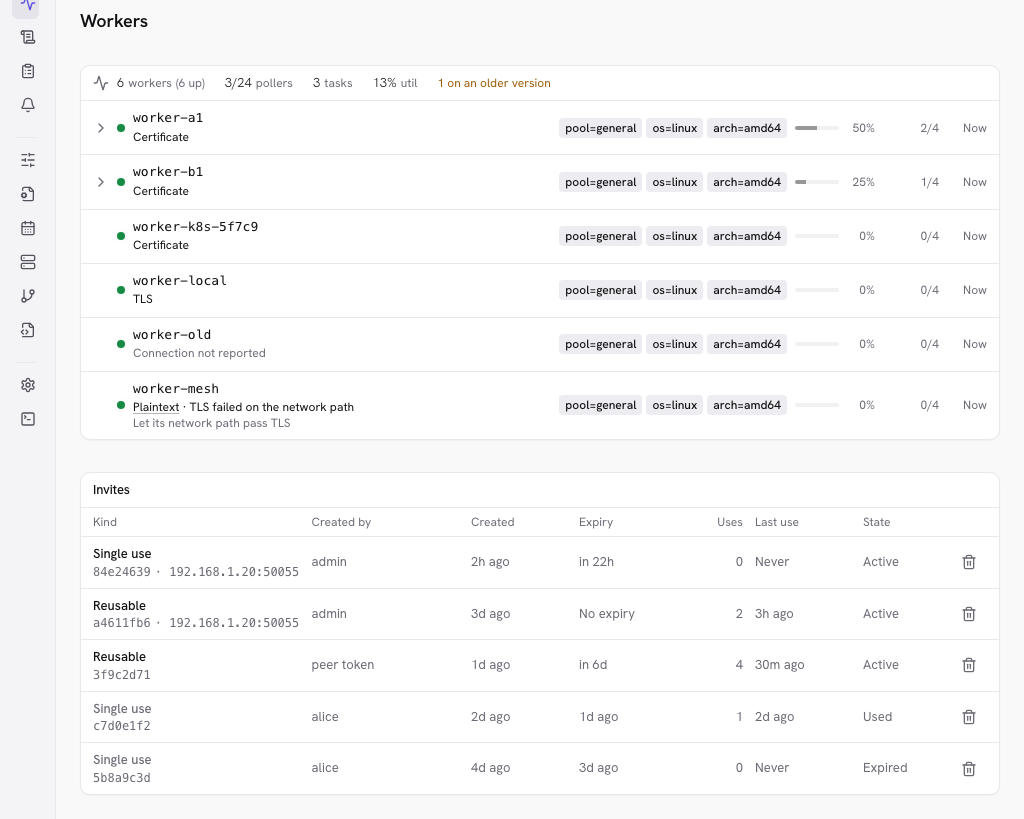 Workers
6 workers (6 up) 3/24 pollers 3 tasks 13% util 1 on an older version
worker-a1
Certificate
pool=general os=linux arch=amd64 50% 2/4 Now
worker-b1
Certificate
pool=general os=linux arch=amd64 25% 1/4 Now
worker-k8s-5f7c9
Certificate
pool=general os=linux arch=amd64 0% 0/4 Now
worker-local
TLS
pool=general os=linux arch=amd64 0% 0/4 Now
worker-old
Connection not reported
pool=general os=linux arch=amd64 0% 0/4 Now
worker-mesh
Plaintext · TLS failed on the network path
Let its network path pass TLS
pool=general os=linux arch=amd64 0% 0/4 Now
Invites
Kind Created by Created Expiry Uses Last use State
Single use
84e24639 · 192.168.1.20:50055
admin 2h ago in 22h 0 Never Active
Reusable
a4611fb6 · 192.168.1.20:50055
admin 3d ago No expiry 2 3h ago Active
Reusable
3f9c2d71
peer token 1d ago in 6d 4 30m ago Active
Single use
c7d0e1f2
alice 2d ago 1d ago 1 2d ago Used
Single use
5b8a9c3d
alice 4d ago 3d ago 0 Never Expired